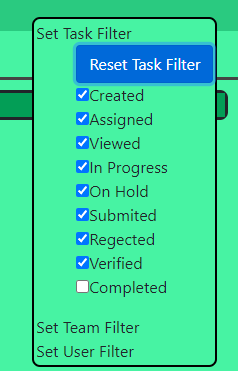 Set Task Filter
Reset Task Filter
Created
Assigned
Viewed
In Progress
On Hold
Submited
Regected
Verified
Completed
Set Team Filter
Set User Filter